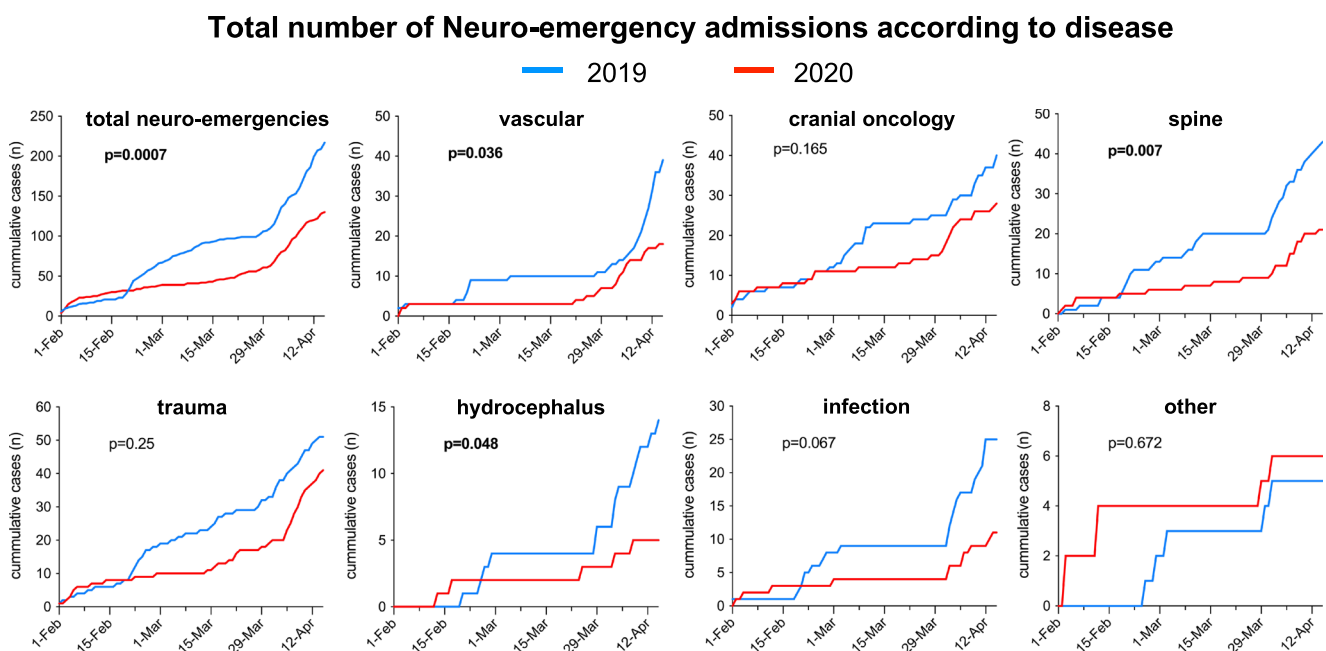 Total number of Neuro-emergency admissions according to disease
2019 2020
total neuro-emergencies
p=0.0007
cummulative cases (n)
250
200
150
100
50
0
1-Feb 15-Feb 1-Mar 15-Mar 29-Mar 12-Apr
vascular
p=0.036
cummulative cases (n)
50
40
30
20
10
0
1-Feb 15-Feb 1-Mar 15-Mar 29-Mar 12-Apr
cranial oncology
p=0.165
cummulative cases (n)
50
40
30
20
10
0
1-Feb 15-Feb 1-Mar 15-Mar 29-Mar 12-Apr
spine
p=0.007
cummulative cases (n)
50
40
30
20
10
0
1-Feb 15-Feb 1-Mar 15-Mar 29-Mar 12-Apr
trauma
p=0.25
cummulative cases (n)
60
50
40
30
20
10
0
1-Feb 15-Feb 1-Mar 15-Mar 29-Mar 12-Apr
hydrocephalus
p=0.048
cummulative cases (n)
15
10
5
0
1-Feb 15-Feb 1-Mar 15-Mar 29-Mar 12-Apr
infection
p=0.067
cummulative cases (n)
30
25
20
15
10
5
0
1-Feb 15-Feb 1-Mar 15-Mar 29-Mar 12-Apr
other
p=0.672
cummulative cases (n)
8
6
4
2
0
1-Feb 15-Feb 1-Mar 15-Mar 29-Mar 12-Apr